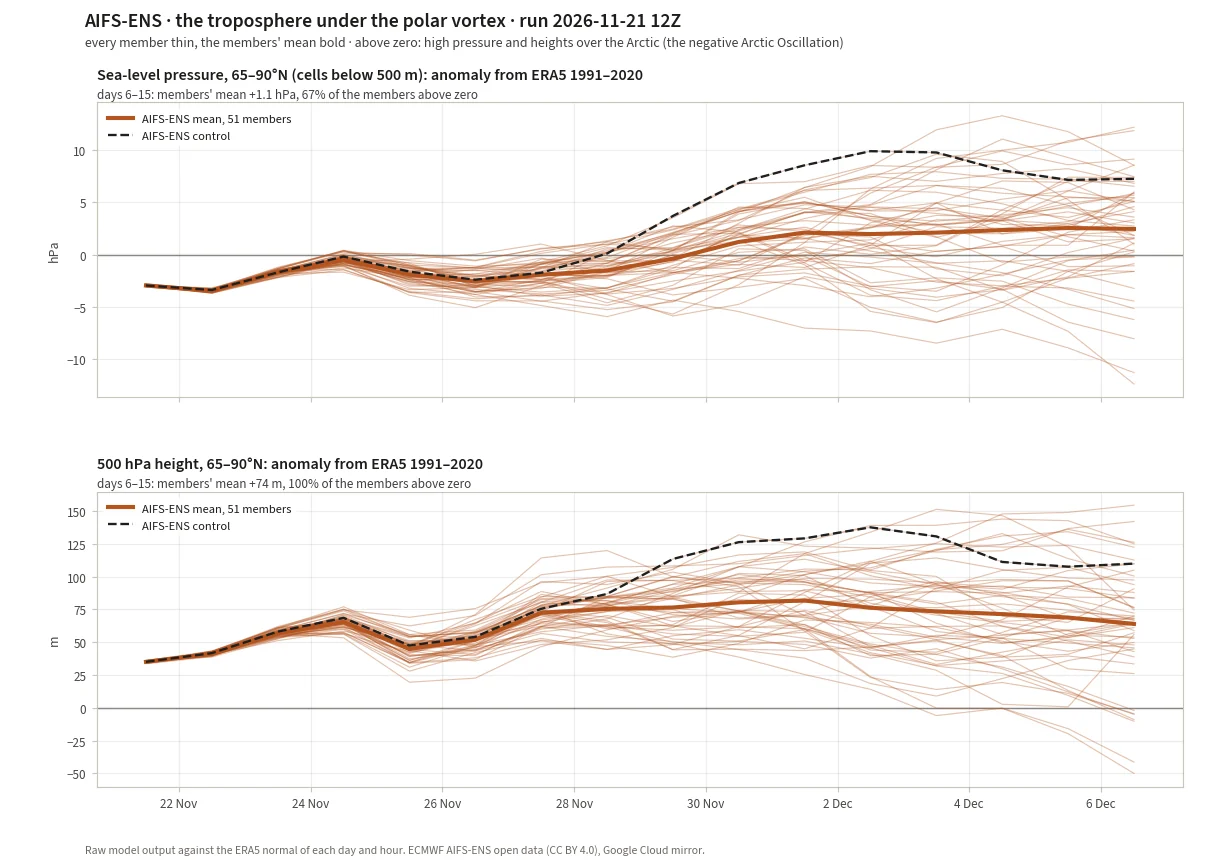 AIFS-ENS · the troposphere under the polar vortex · run 2026-11-21 12Z
every member thin, the members' mean bold · above zero: high pressure and heights over the Arctic (the negative Arctic Oscillation)
Sea-level pressure, 65–90°N (cells below 500 m): anomaly from ERA5 1991–2020
days 6–15: members' mean +1.1 hPa, 67% of the members above zero
AIFS-ENS mean, 51 members
AIFS-ENS control
10
5
0
−5
−10
hPa
500 hPa height, 65–90°N: anomaly from ERA5 1991–2020
days 6–15: members' mean +74 m, 100% of the members above zero
AIFS-ENS mean, 51 members
AIFS-ENS control
150
125
100
75
50
25
0
−25
−50
m
22 Nov 24 Nov 26 Nov 28 Nov 30 Nov 2 Dec 4 Dec 6 Dec
Raw model output against the ERA5 normal of each day and hour. ECMWF AIFS-ENS open data (CC BY 4.0), Google Cloud mirror.